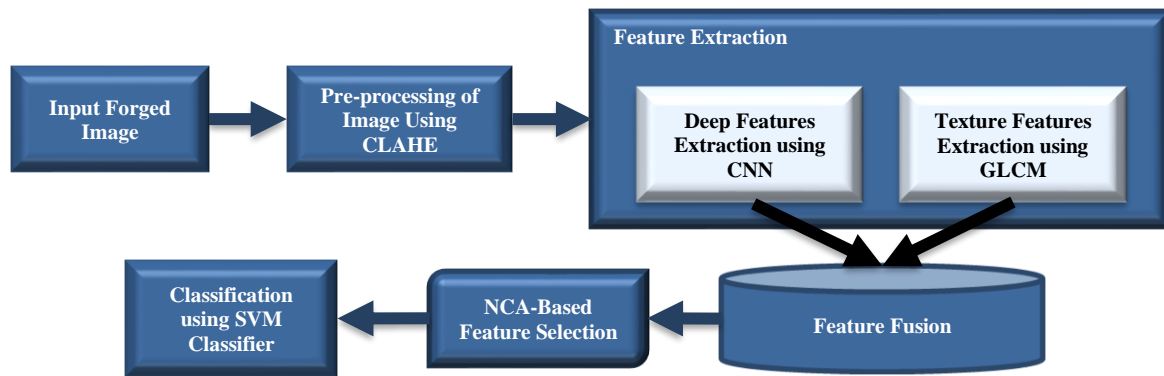 Input Forged
Image
Pre-processing of
Image Using
CLAHE
Feature Extraction
Deep Features
Extraction using
CNN
Texture Features
Extraction using
GLCM
Feature Fusion
NCA-Based
Feature Selection
Classification
using SVM
Classifier